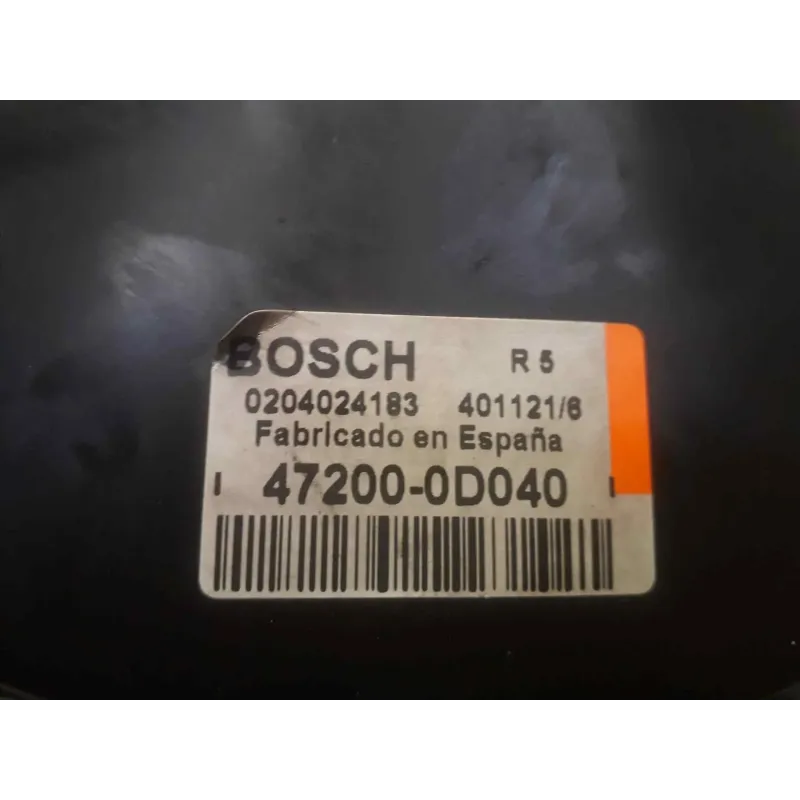 BOSCH R 5
0204024183 401121/6
Fabricado en España
47200-0D040